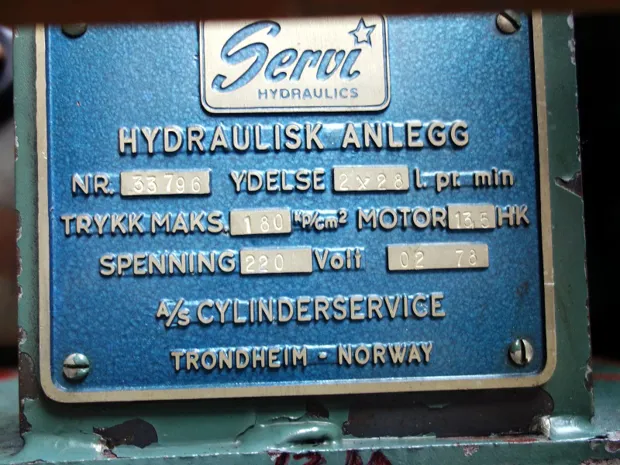 Servi
HYDRAULICS
HYDRAULISK ANLEGG
NR. 33796 YDELSE 2x28 l. pr. min
TRYKK MAKS. 180 kp/cm² MOTOR 13,5 HK
SPENNING 220 Volt 02 78
A/S CYLINDERSERVICE
TRONDHEIM - NORWAY